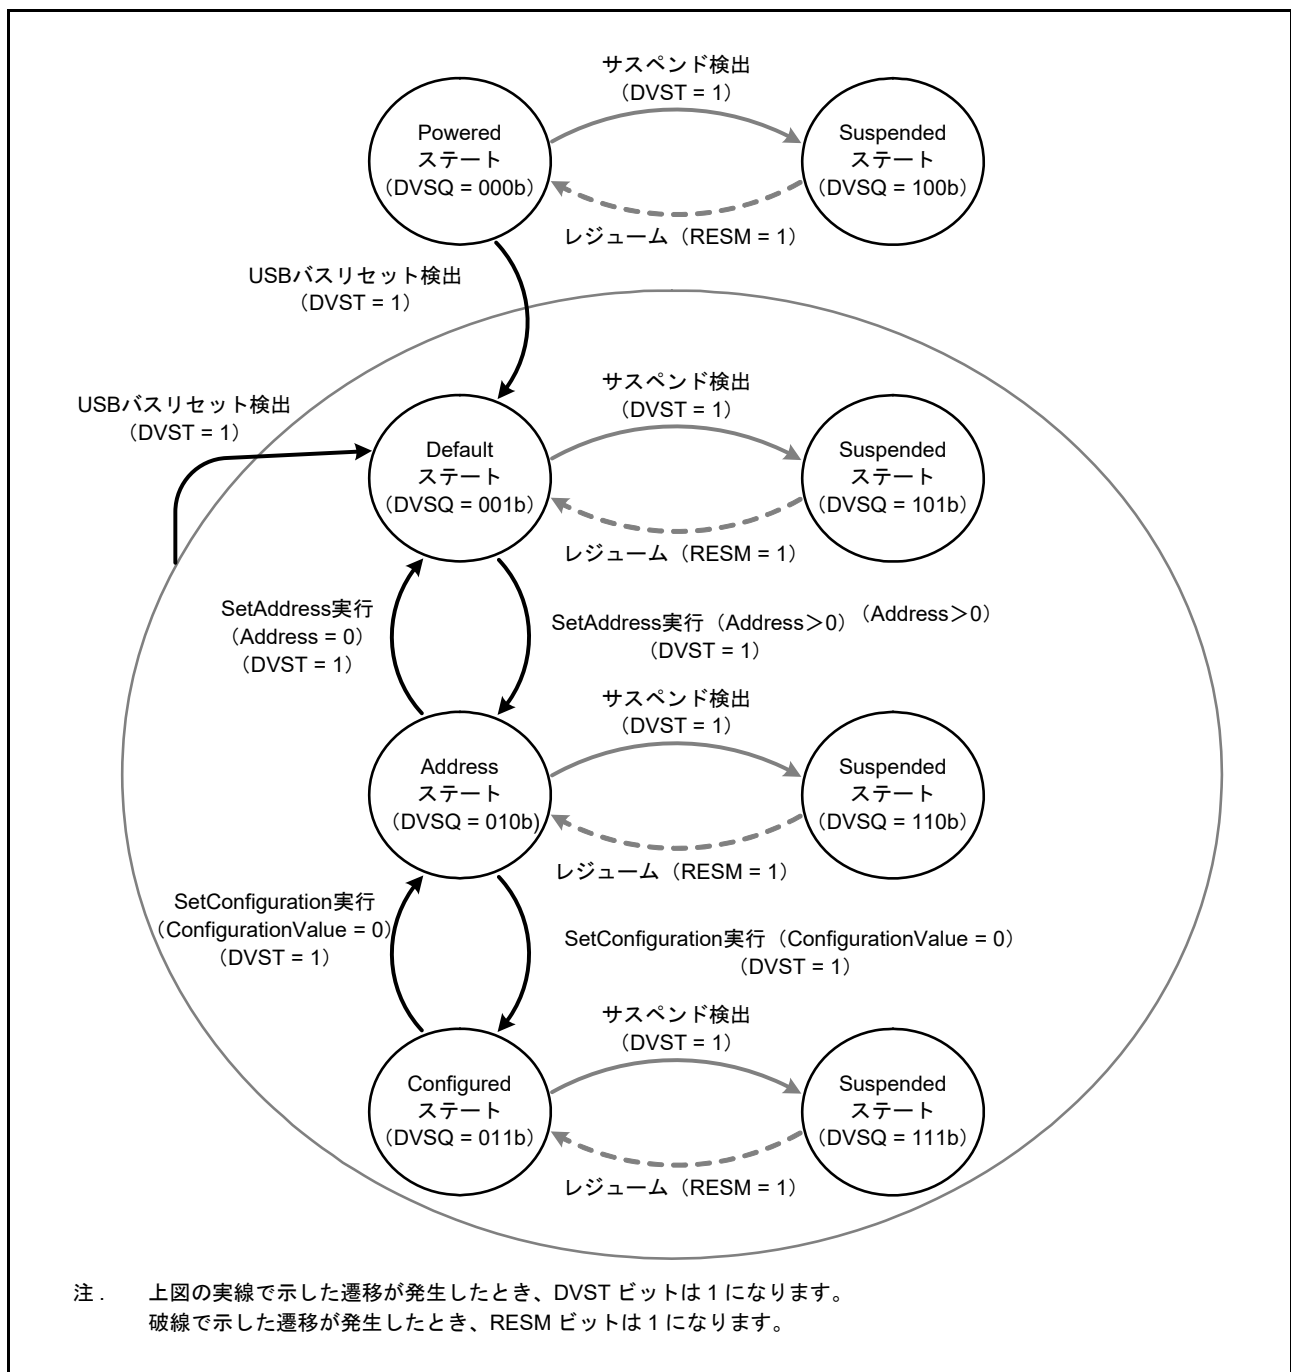 サスペンド検出
（DVST = 1）
Powered
ステート
（DVSQ = 000b）
Suspended
ステート
（DVSQ = 100b）
レジューム（RESM = 1）
USBバスリセット検出
（DVST = 1）
サスペンド検出
（DVST = 1）
USBバスリセット検出
（DVST = 1）
Default
ステート
（DVSQ = 001b）
Suspended
ステート
（DVSQ = 101b）
レジューム（RESM = 1）
SetAddress実行
（Address = 0）
（DVST = 1）
SetAddress実行（Address＞0）
（Address＞0）
（DVST = 1）
サスペンド検出
（DVST = 1）
Address
ステート
（DVSQ = 010b)
Suspended
ステート
（DVSQ = 110b）
レジューム（RESM = 1）
SetConfiguration実行
（ConfigurationValue = 0）
（DVST = 1）
SetConfiguration実行（ConfigurationValue = 0）
（DVST = 1）
サスペンド検出
（DVST = 1）
Configured
ステート
（DVSQ = 011b）
Suspended
ステート
（DVSQ = 111b）
レジューム（RESM = 1）
注 . 上図の実線で示した遷移が発生したとき、DVST ビットは 1 になります。
破線で示した遷移が発生したとき、RESM ビットは 1 になります。